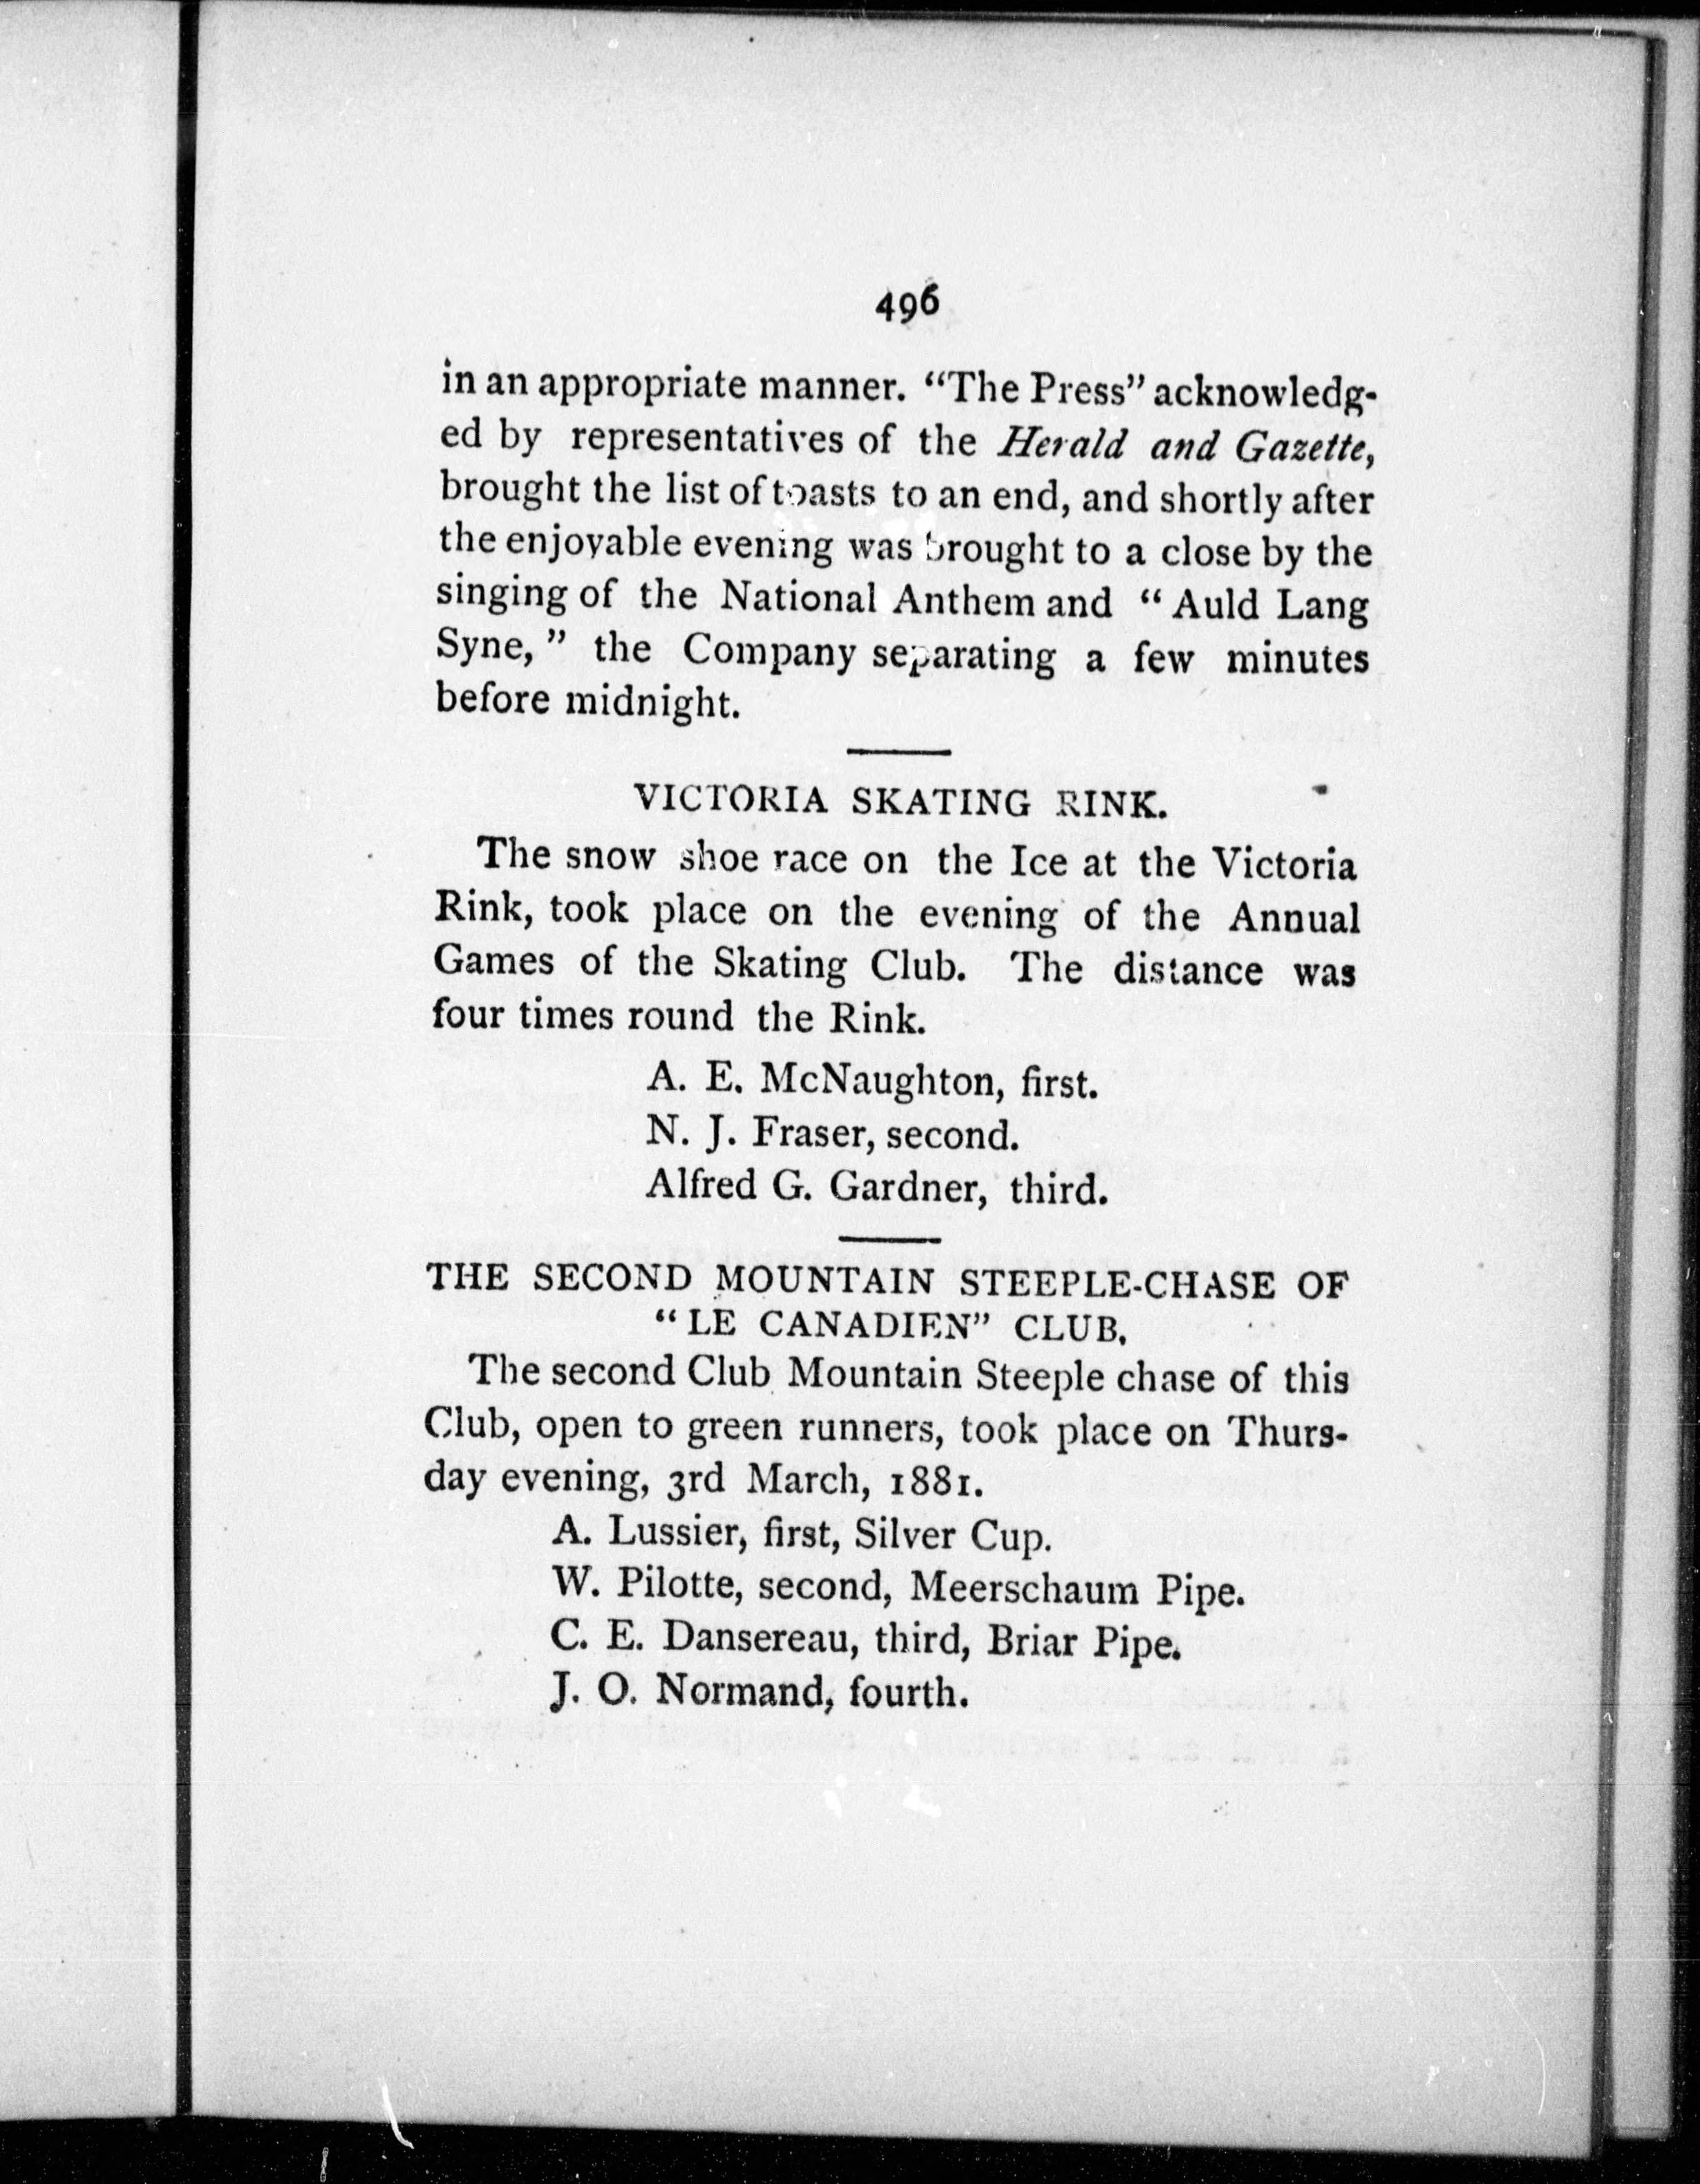 496
in an appropriate manner. “The Press” acknowledg-
ed by representatives of the Herald and Gazette,
brought the list of toasts to an end, and shortly after
the enjoyable evening was brought to a close by the
singing of the National Anthem and “ Auld Lang
Syne, ” the Company separating a few minutes
before midnight.
VICTORIA SKATING RINK.
The snow shoe race on the Ice at the Victoria
Rink, took place on the evening of the Annual
Games of the Skating Club. The distance was
four times round the Rink.
A. E. McNaughton, first.
N. J. Fraser, second.
Alfred G. Gardner, third.
THE SECOND MOUNTAIN STEEPLE-CHASE OF
“LE CANADIEN” CLUB.
The second Club Mountain Steeple chase of this
Club, open to green runners, took place on Thurs-
day evening, 3rd March, 1881.
A. Lussier, first, Silver Cup.
W. Pilotte, second, Meerschaum Pipe.
C. E. Dansereau, third, Briar Pipe.
J. O. Normand, fourth.